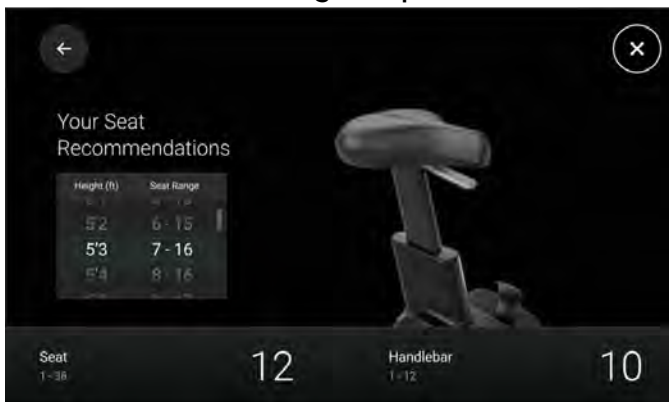 Your Seat
Recommendations
Height (ft) Seat Range
5'2 6 - 15
5'3 7 - 16
5'4 8 - 16
Seat
1 - 38
12
Handlebar
1 - 12
10